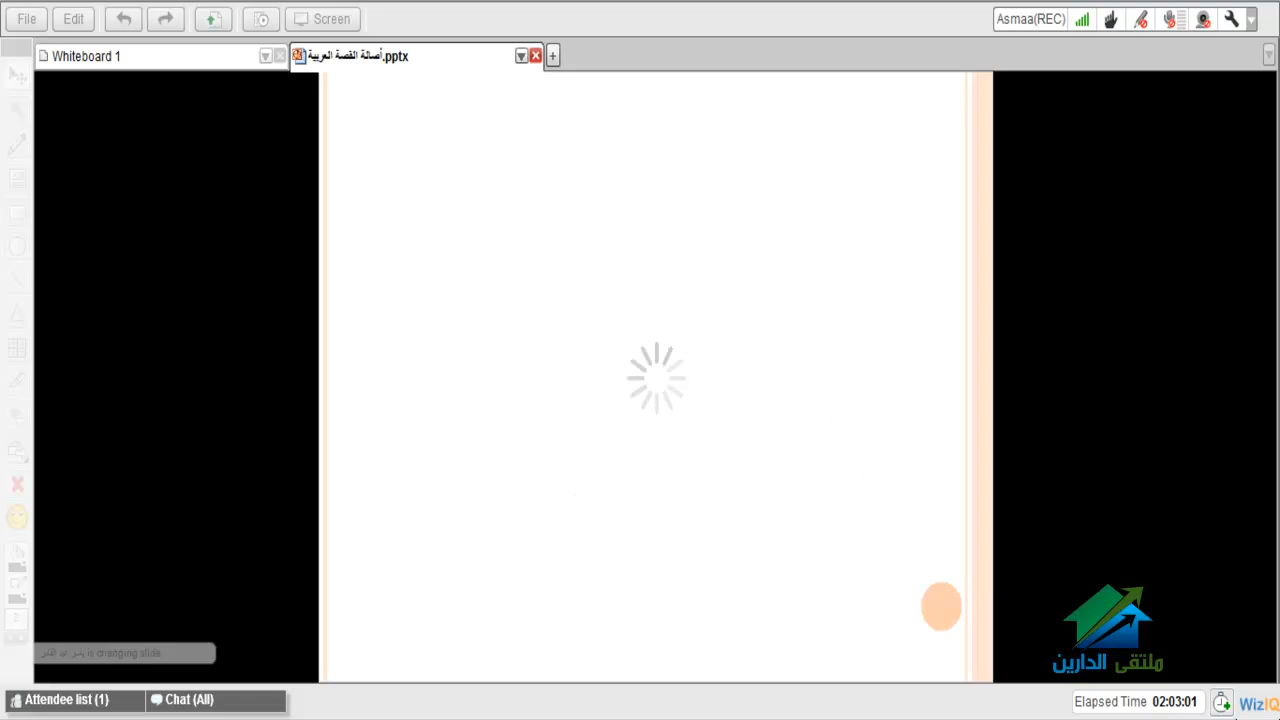 File Edit Screen Asmaa(REC)
Whiteboard 1 أصالة القصة العربية.pptx +
is changing slide
ملتقى الدارين
Attendee list (1) Chat (All) Elapsed Time 02:03:01 WizIQ